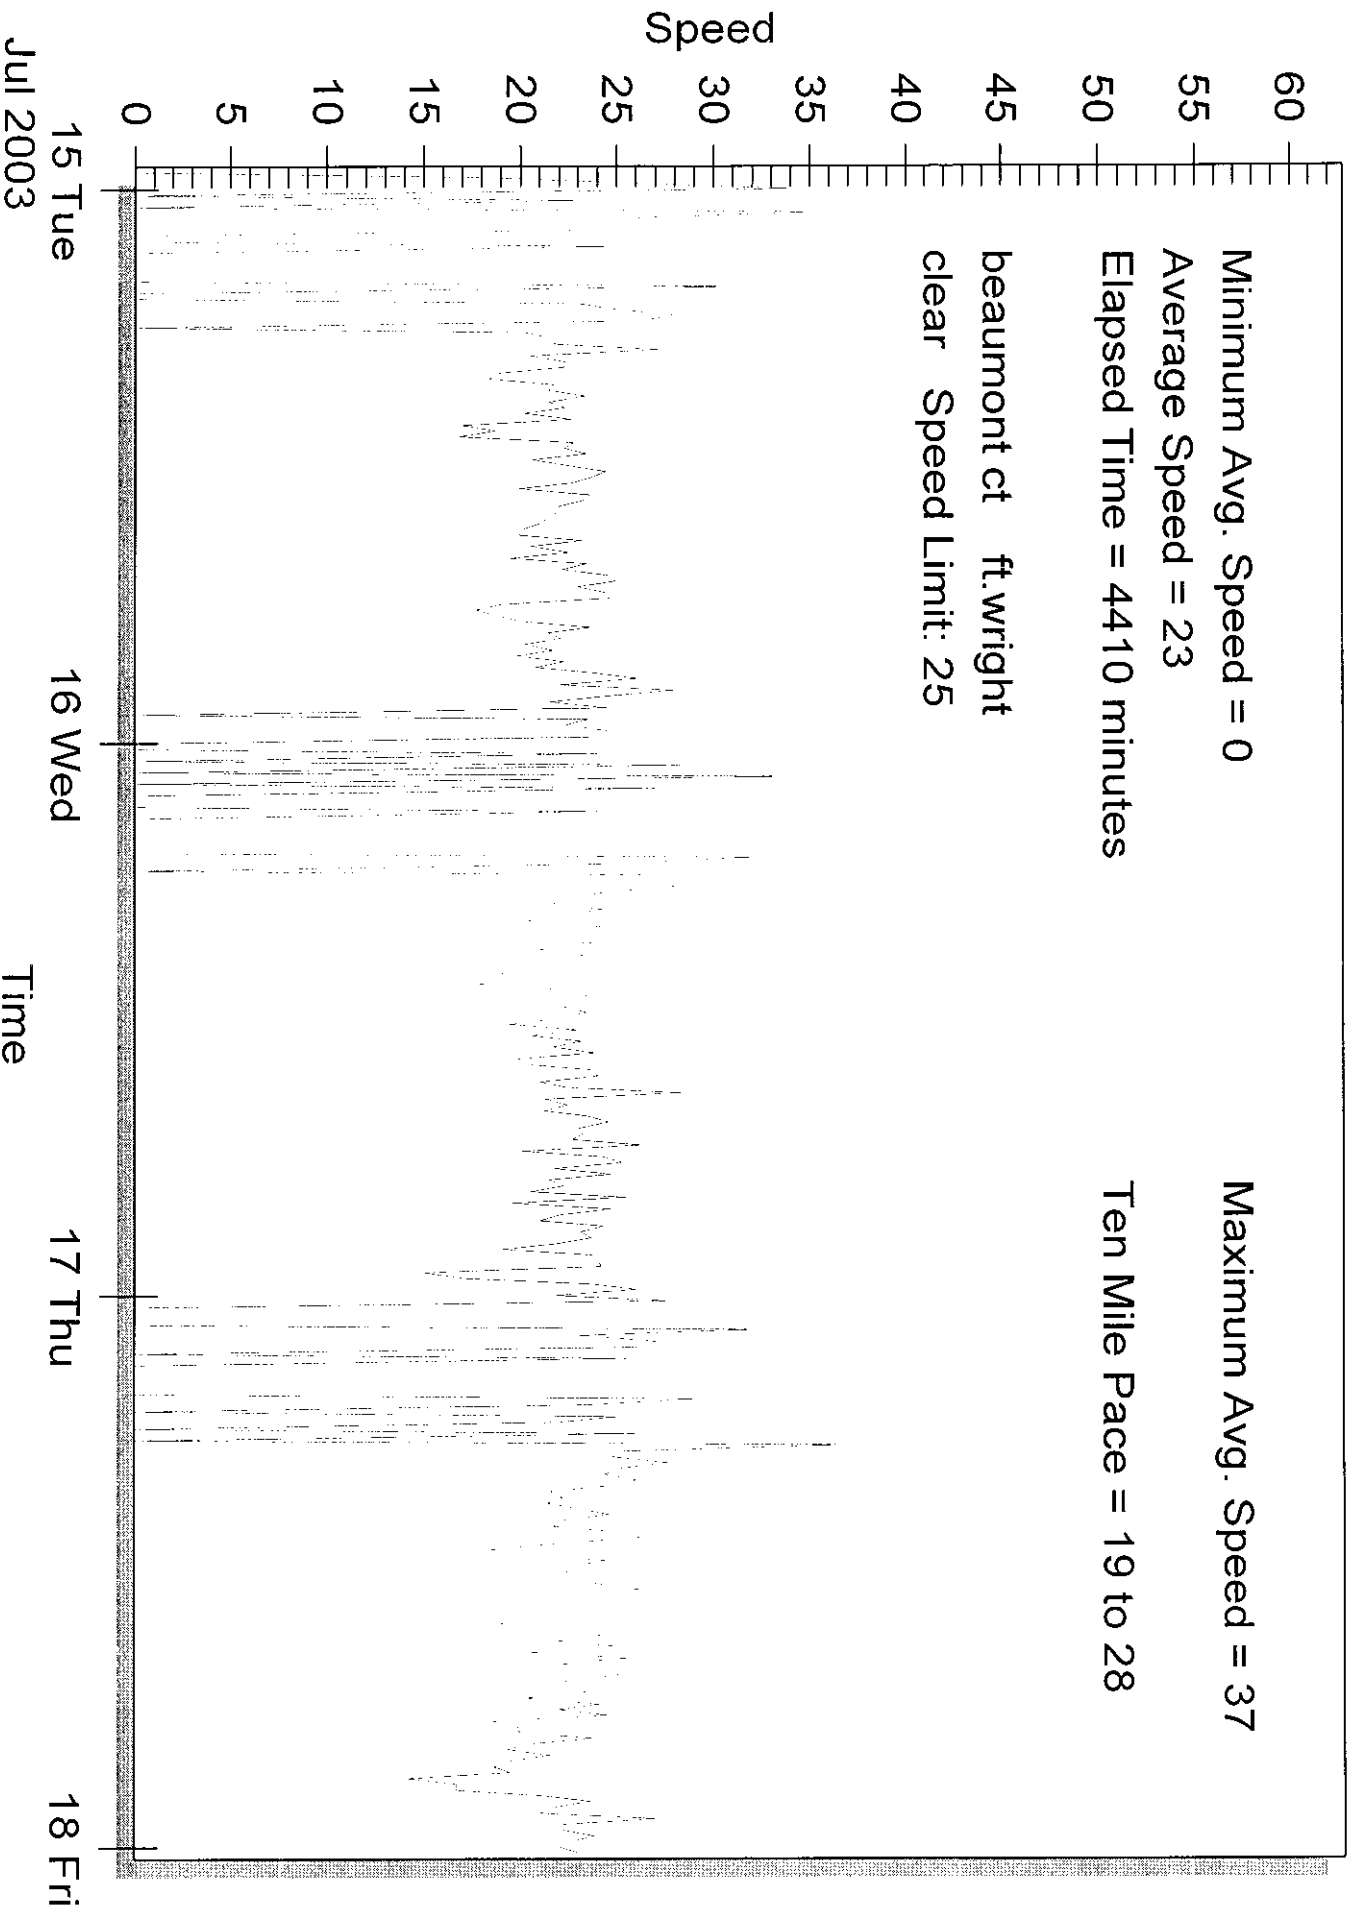 Minimum Avg. Speed = 0 Maximum Avg. Speed = 37
Average Speed = 23
Elapsed Time = 4410 minutes Ten Mile Pace = 19 to 28
beaumont ct ft.wright
clear Speed Limit: 25
Speed
60
55
50
45
40
35
30
25
20
15
10
5
0
15 Tue 16 Wed 17 Thu 18 Fri
Jul 2003 Time